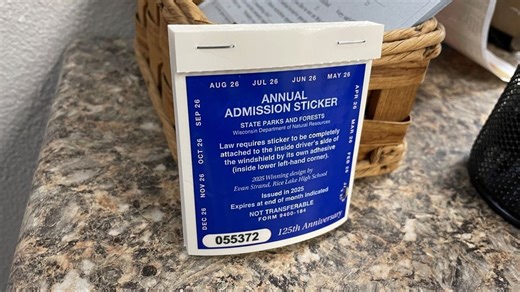 AUG 26 JUL 26 JUN 26 MAY 26
APR 26
MAR 26
FEB 26
SEP 26
OCT 26
NOV 26
DEC 26
ANNUAL
ADMISSION STICKER
STATE PARKS AND FORESTS
Wisconsin Department of Natural Resources
Law requires sticker to be completely
attached to the inside driver's side of
the windshield by its own adhesive
(inside lower left-hand corner).
2025 Winning design by
Evan Strand, Rice Lake High School
Issued in 2025
Expires at end of month indicated
NOT TRANSFERABLE
FORM 9400-184
055372
125th Anniversary